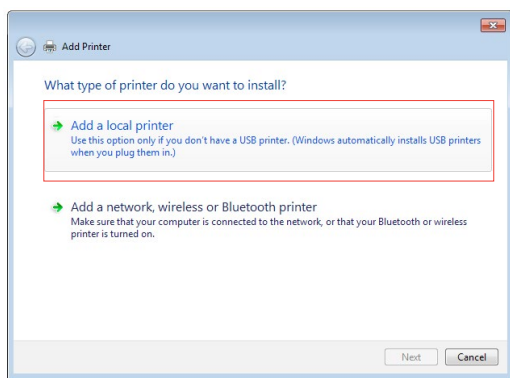 Add Printer
What type of printer do you want to install?
Add a local printer
Use this option only if you don't have a USB printer. (Windows automatically installs USB printers
when you plug them in.)
Add a network, wireless or Bluetooth printer
Make sure that your computer is connected to the network, or that your Bluetooth or wireless
printer is turned on.
Next Cancel